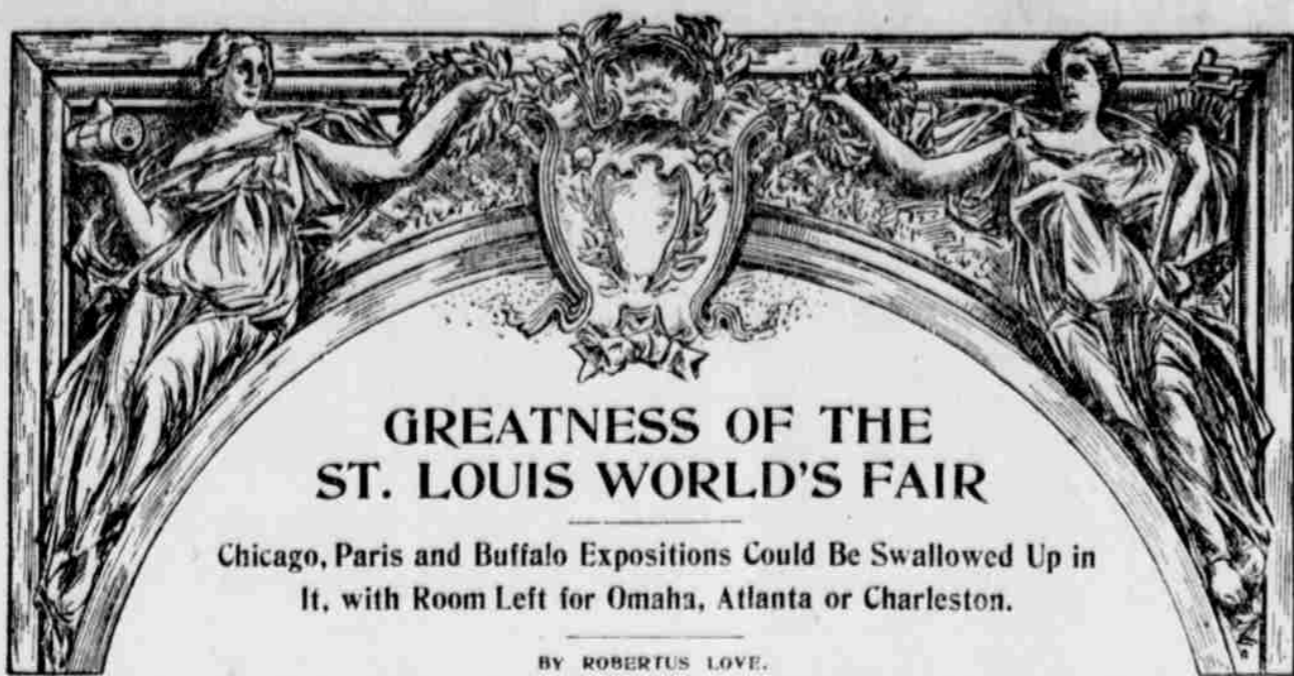 GREATNESS OF THE
ST. LOUIS WORLD'S FAIR
Chicago, Paris and Buffalo Expositions Could Be Swallowed Up in
It, with Room Left for Omaha, Atlanta or Charleston.
BY ROBERTUS LOVE.